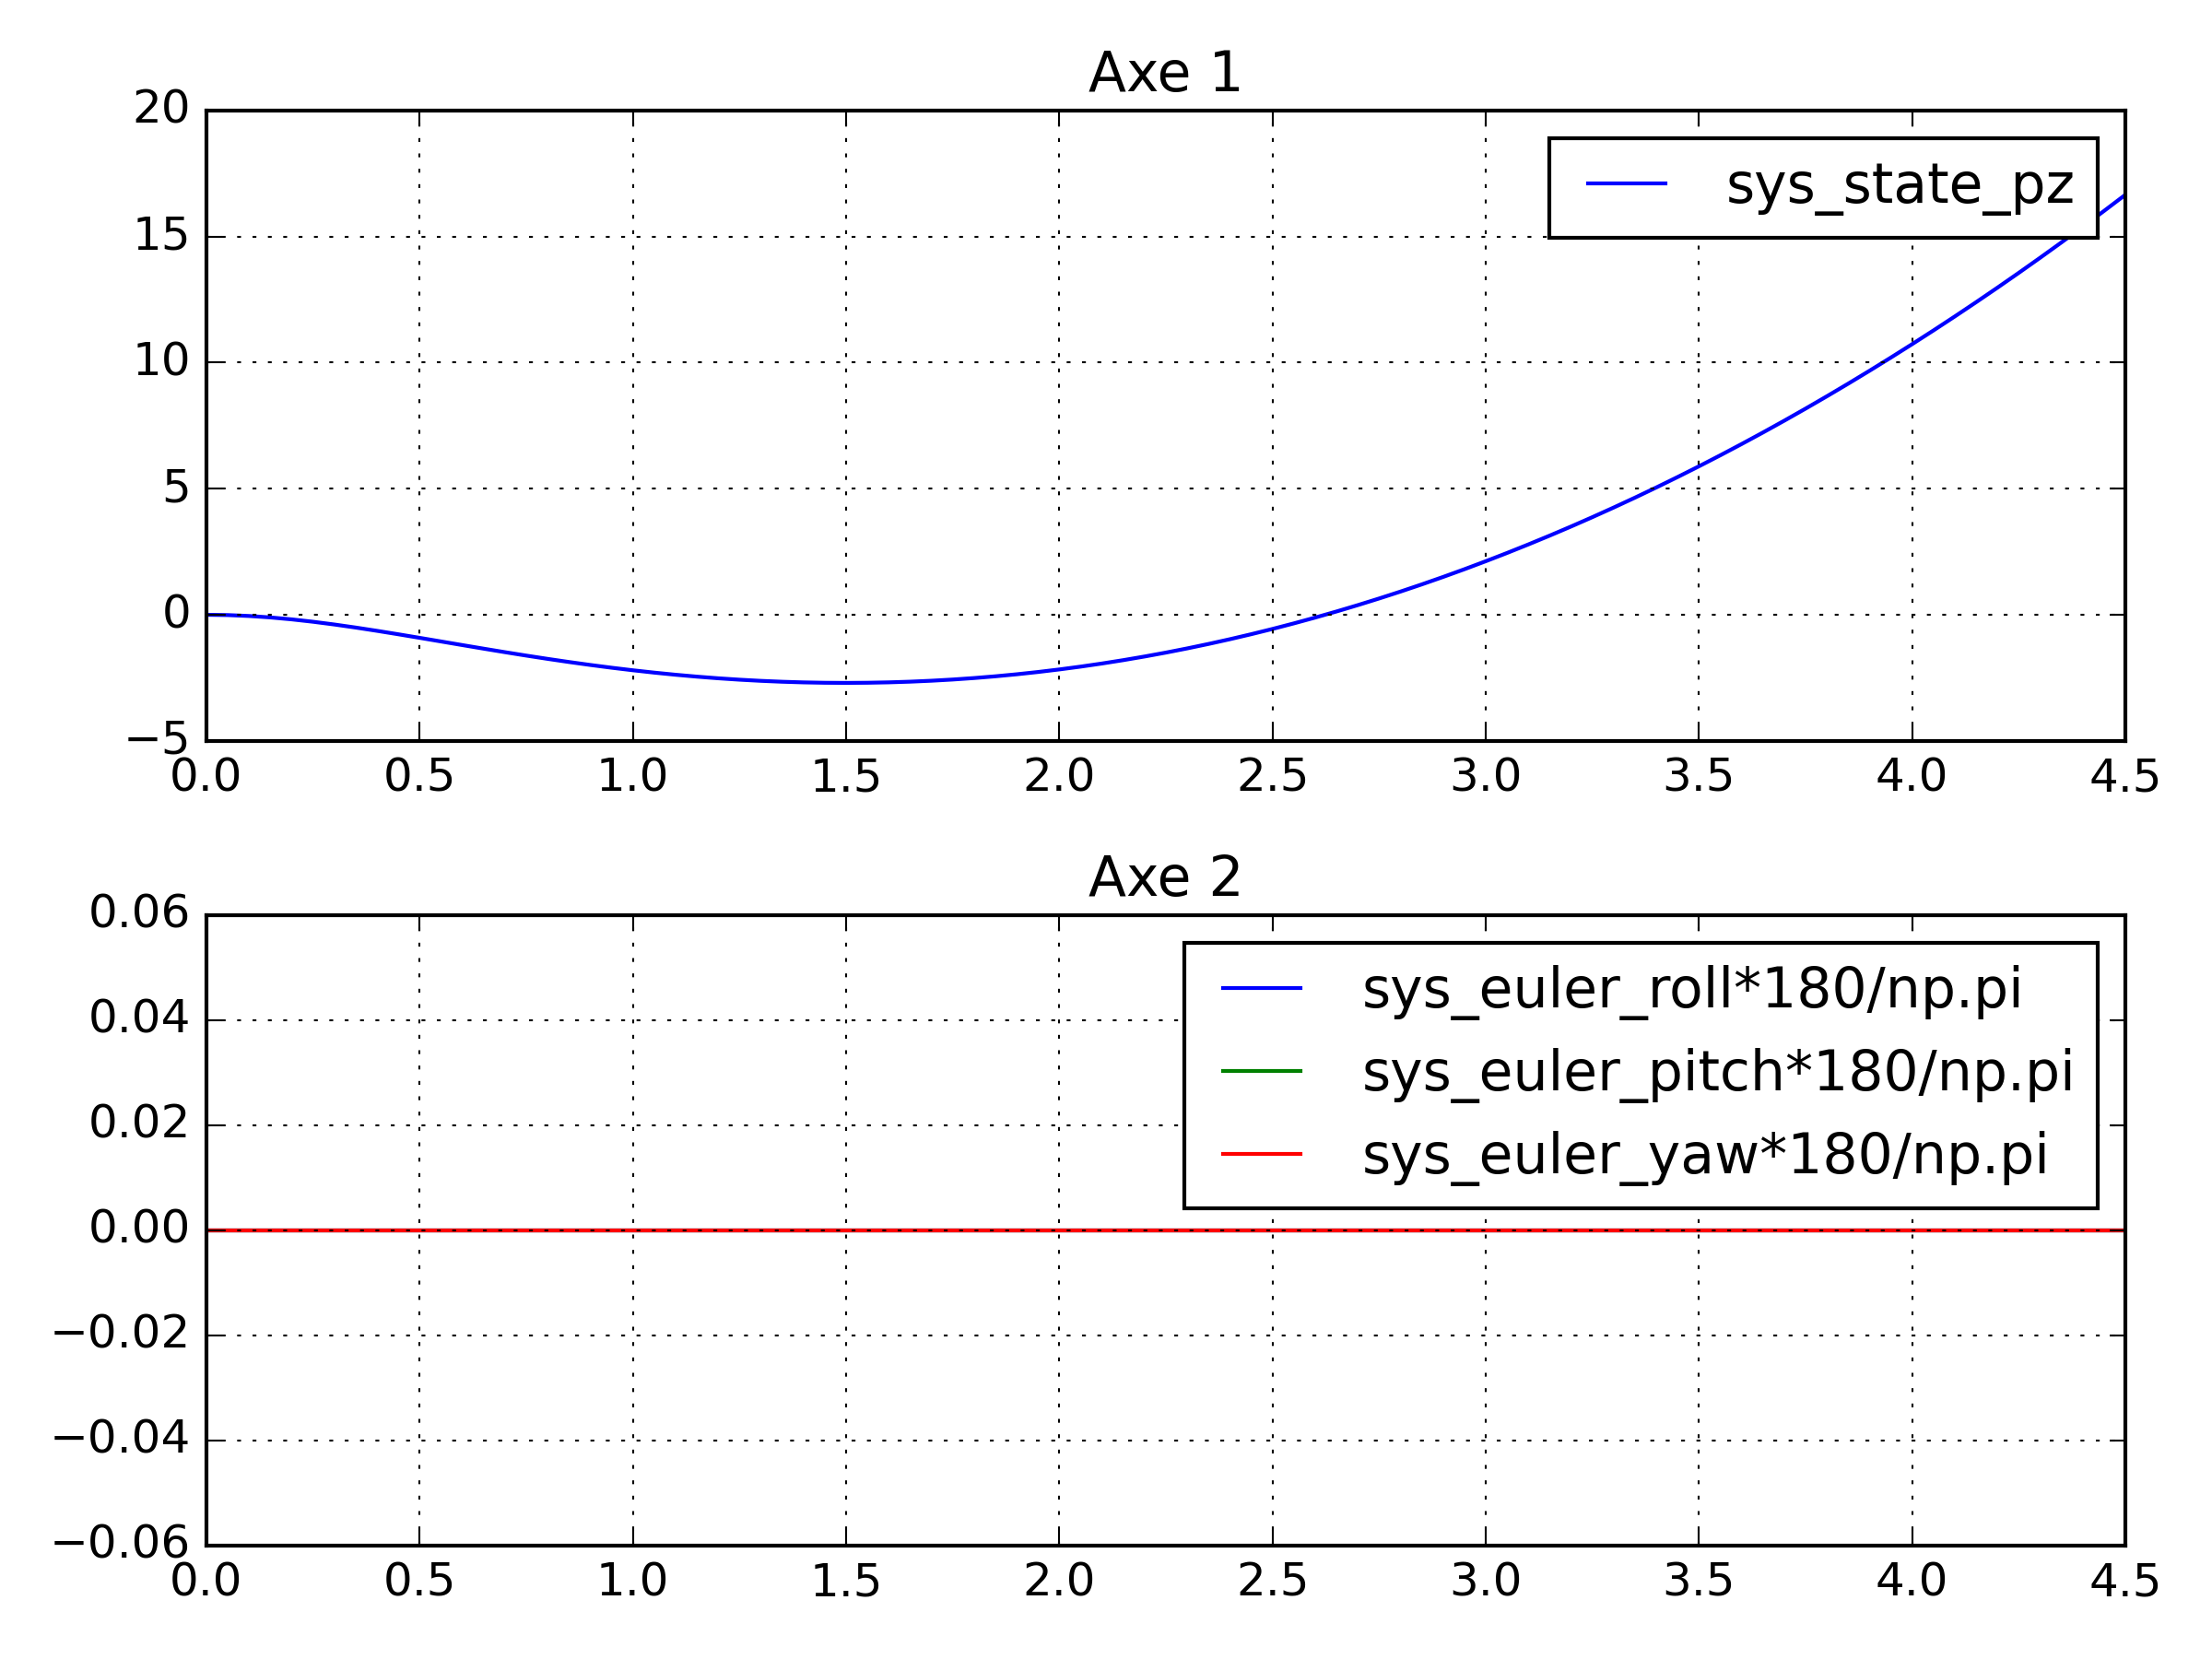 Axe 1
20
sys_state_pz
15
10
5
0
−5
0.0 0.5 1.0 1.5 2.0 2.5 3.0 3.5 4.0 4.5
Axe 2
0.06
sys_euler_roll*180/np.pi
0.04
sys_euler_pitch*180/np.pi
0.02
sys_euler_yaw*180/np.pi
0.00
−0.02
−0.04
−0.06
0.0 0.5 1.0 1.5 2.0 2.5 3.0 3.5 4.0 4.5